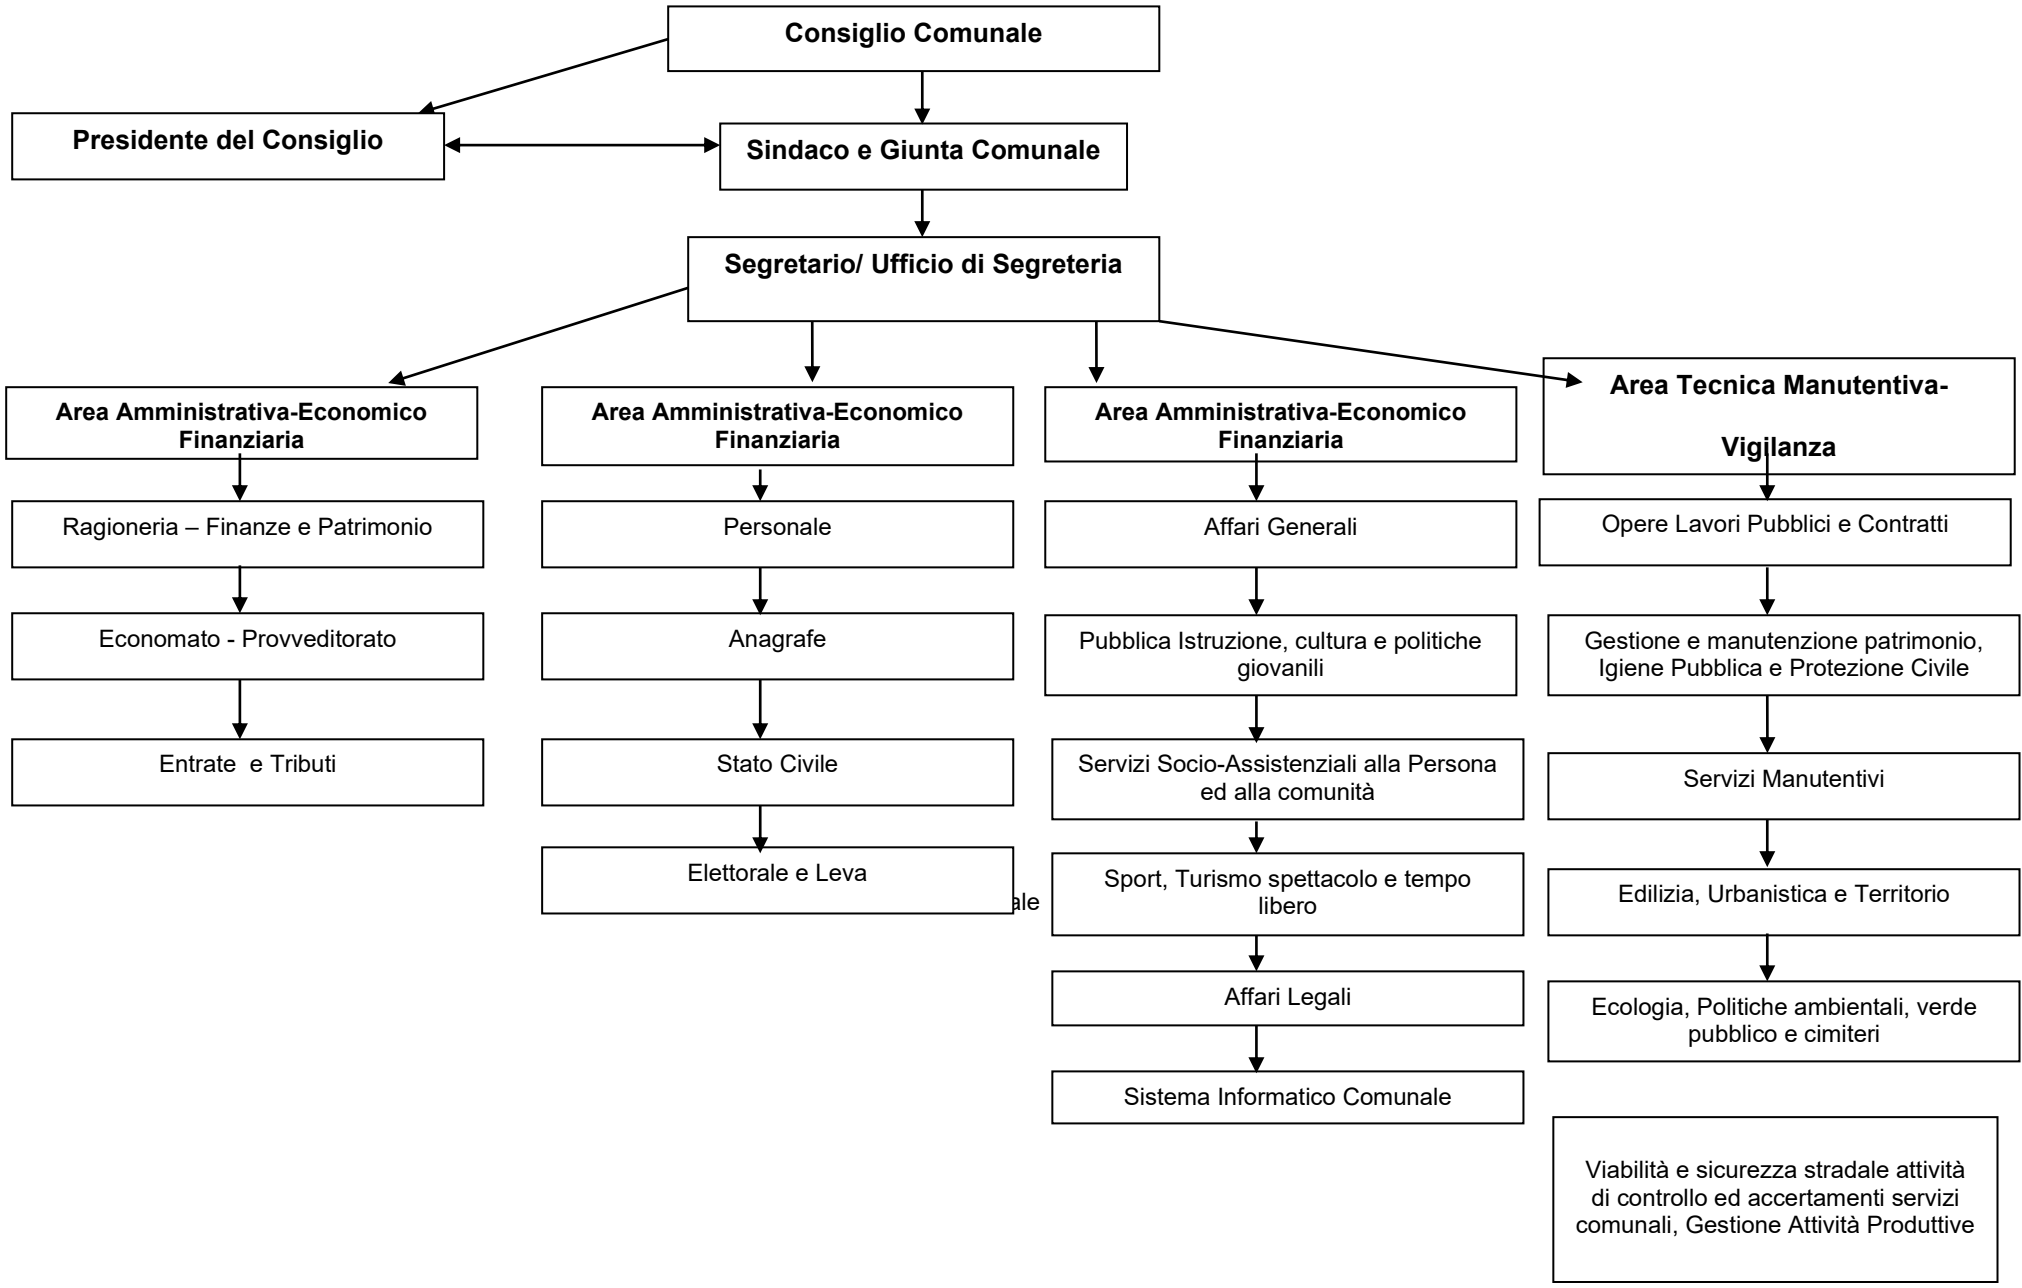 Consiglio Comunale
Presidente del Consiglio
Sindaco e Giunta Comunale
Segretario/ Ufficio di Segreteria
Area Amministrativa-Economico
Finanziaria
Ragioneria – Finanze e Patrimonio
Economato - Provveditorato
Entrate e Tributi
Area Amministrativa-Economico
Finanziaria
Personale
Anagrafe
Stato Civile
Elettorale e Leva
ale
Area Amministrativa-Economico
Finanziaria
Affari Generali
Pubblica Istruzione, cultura e politiche
giovanili
Servizi Socio-Assistenziali alla Persona
ed alla comunità
Sport, Turismo spettacolo e tempo
libero
Affari Legali
Sistema Informatico Comunale
Area Tecnica Manutentiva-
Vigilanza
Opere Lavori Pubblici e Contratti
Gestione e manutenzione patrimonio,
Igiene Pubblica e Protezione Civile
Servizi Manutentivi
Edilizia, Urbanistica e Territorio
Ecologia, Politiche ambientali, verde
pubblico e cimiteri
Viabilità e sicurezza stradale attività
di controllo ed accertamenti servizi
comunali, Gestione Attività Produttive